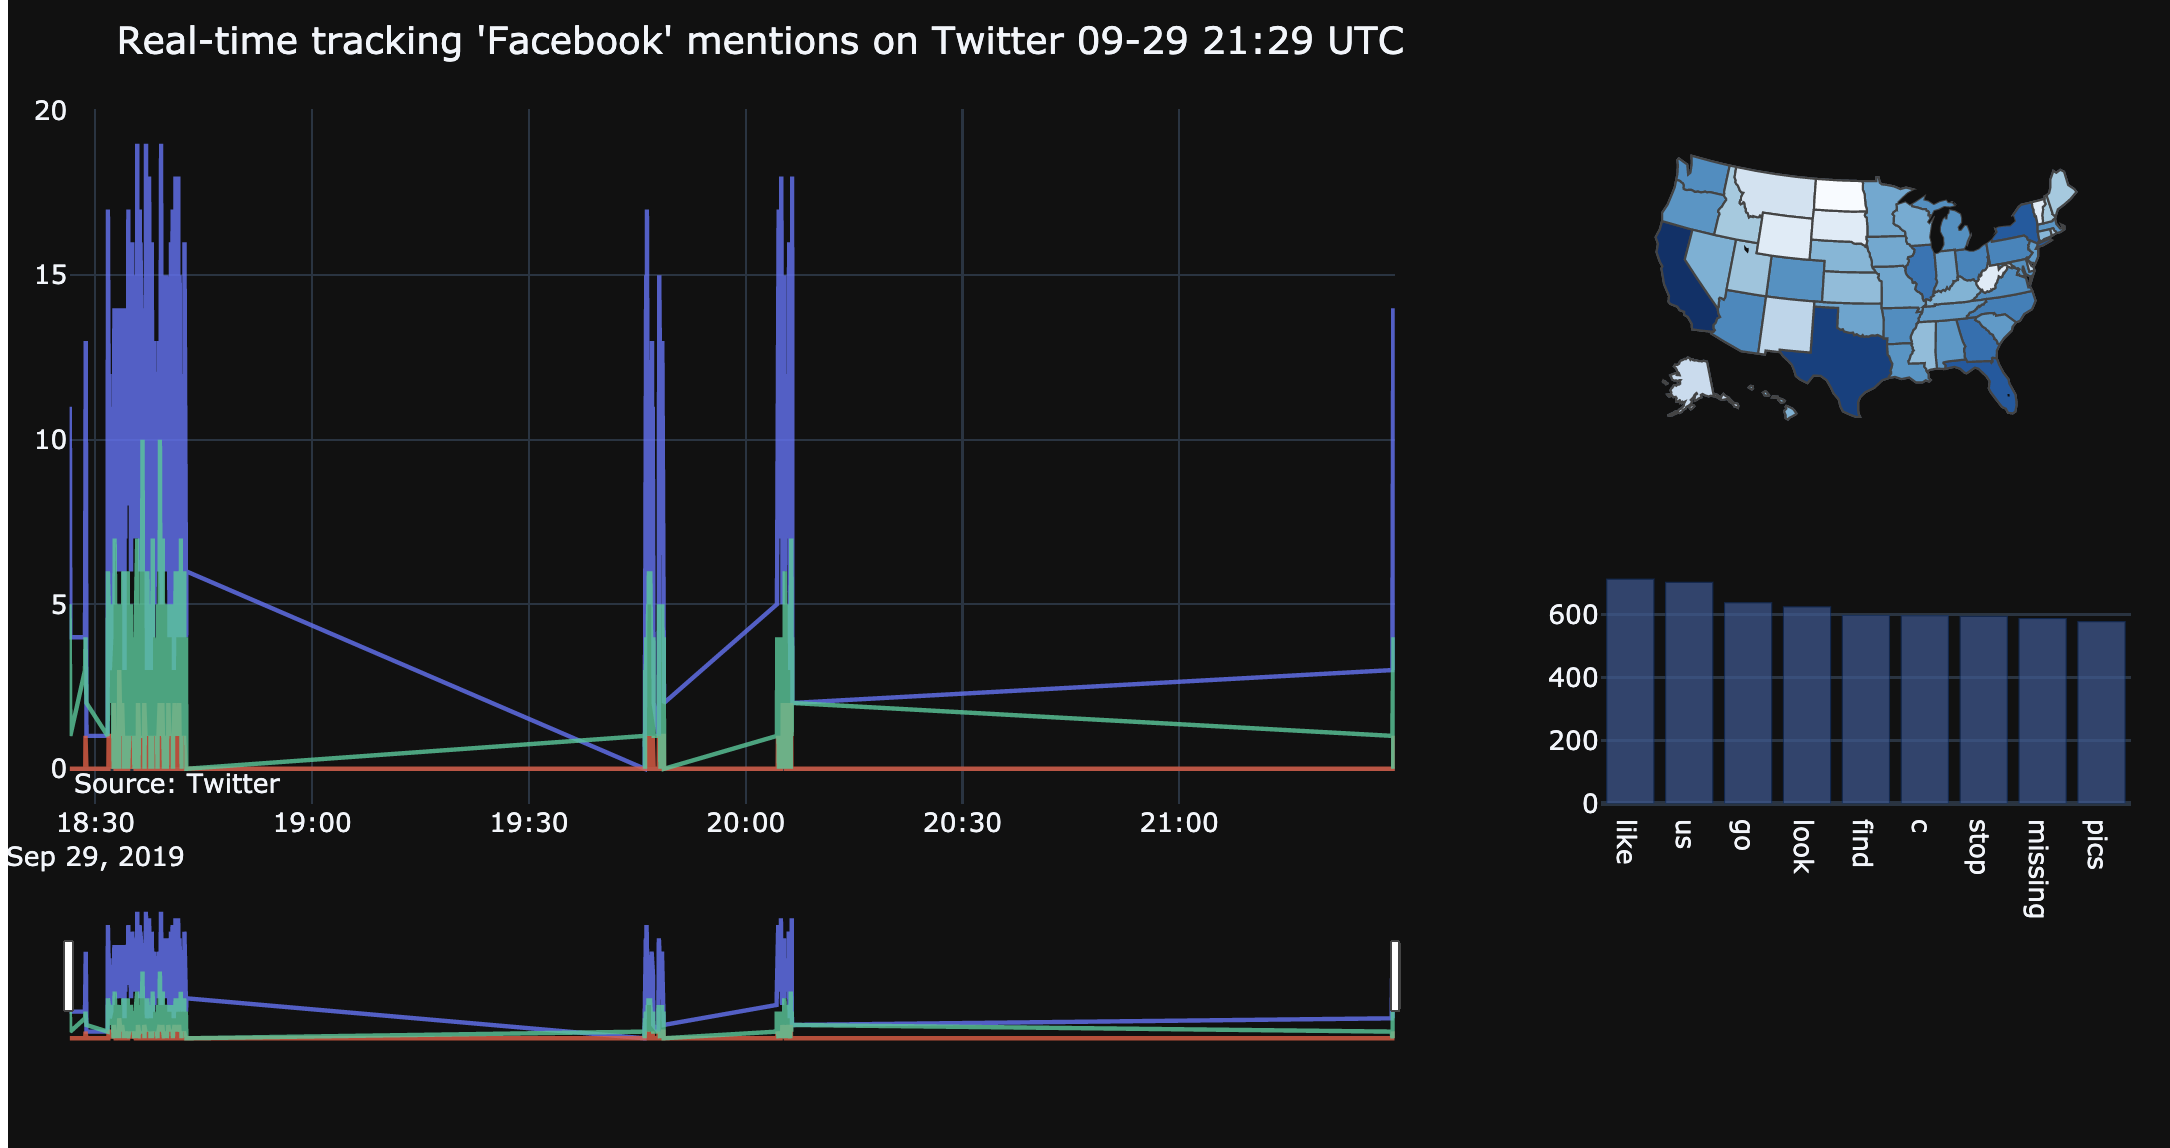 Real-time tracking 'Facebook' mentions on Twitter 09-29 21:29 UTC
20
15
10
5
0
Source: Twitter
18:30 19:00 19:30 20:00 20:30 21:00
Sep 29, 2019
600
400
200
0
like
us
go
look
find
c
stop
missing
pics